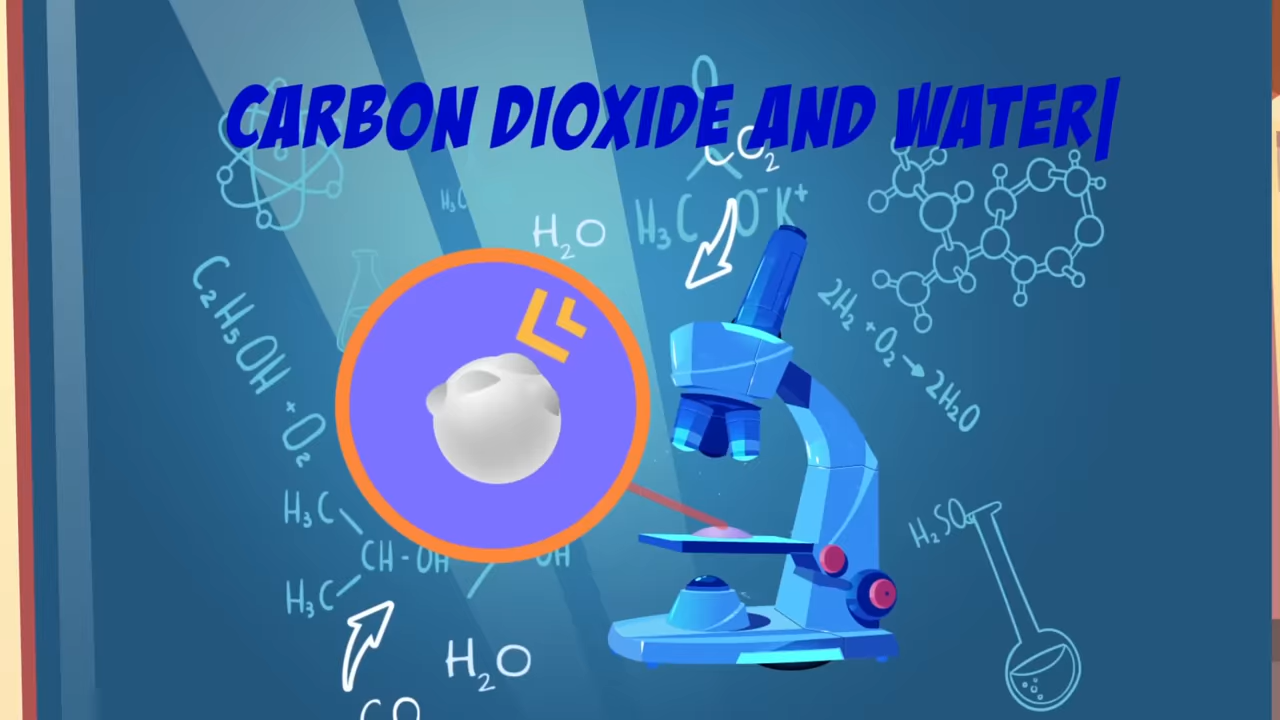 CARBON DIOXIDE AND WATER|
O
CO₂
H₃C
H₃C O⁻K⁺
H₂O
C₂H₅OH + O₂
2H₂ + O₂ → 2H₂O
H₃C
CH-OH
OH
H₃C
H₂SO
H₂O
CO